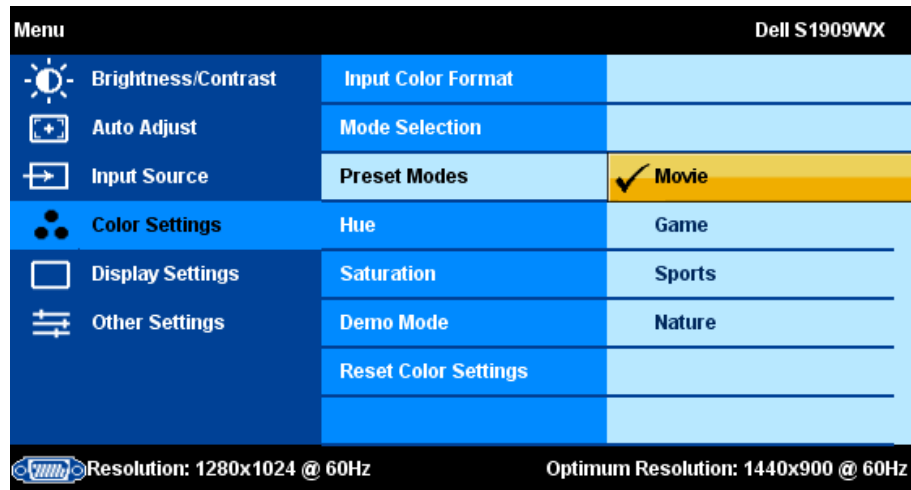 Menu
Dell S1909WX
Brightness/Contrast
Auto Adjust
Input Source
Color Settings
Display Settings
Other Settings
Input Color Format
Mode Selection
Preset Modes
Hue
Saturation
Demo Mode
Reset Color Settings
Movie
Game
Sports
Nature
Resolution: 1280x1024 @ 60Hz
Optimum Resolution: 1440x900 @ 60Hz